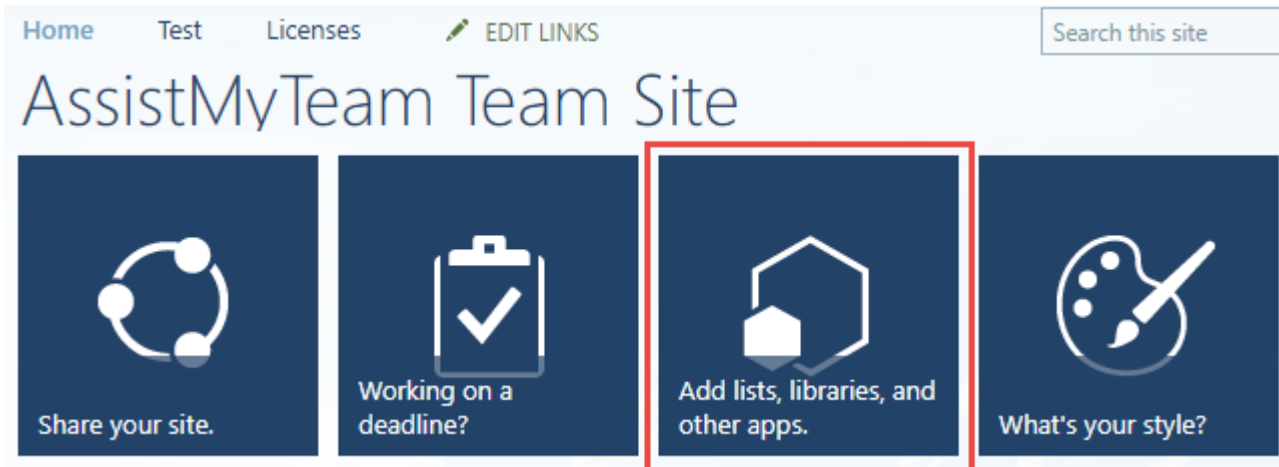 Home Test Licenses EDIT LINKS Search this site
AssistMyTeam Team Site
Share your site.
Working on a
deadline?
Add lists, libraries, and
other apps.
What's your style?